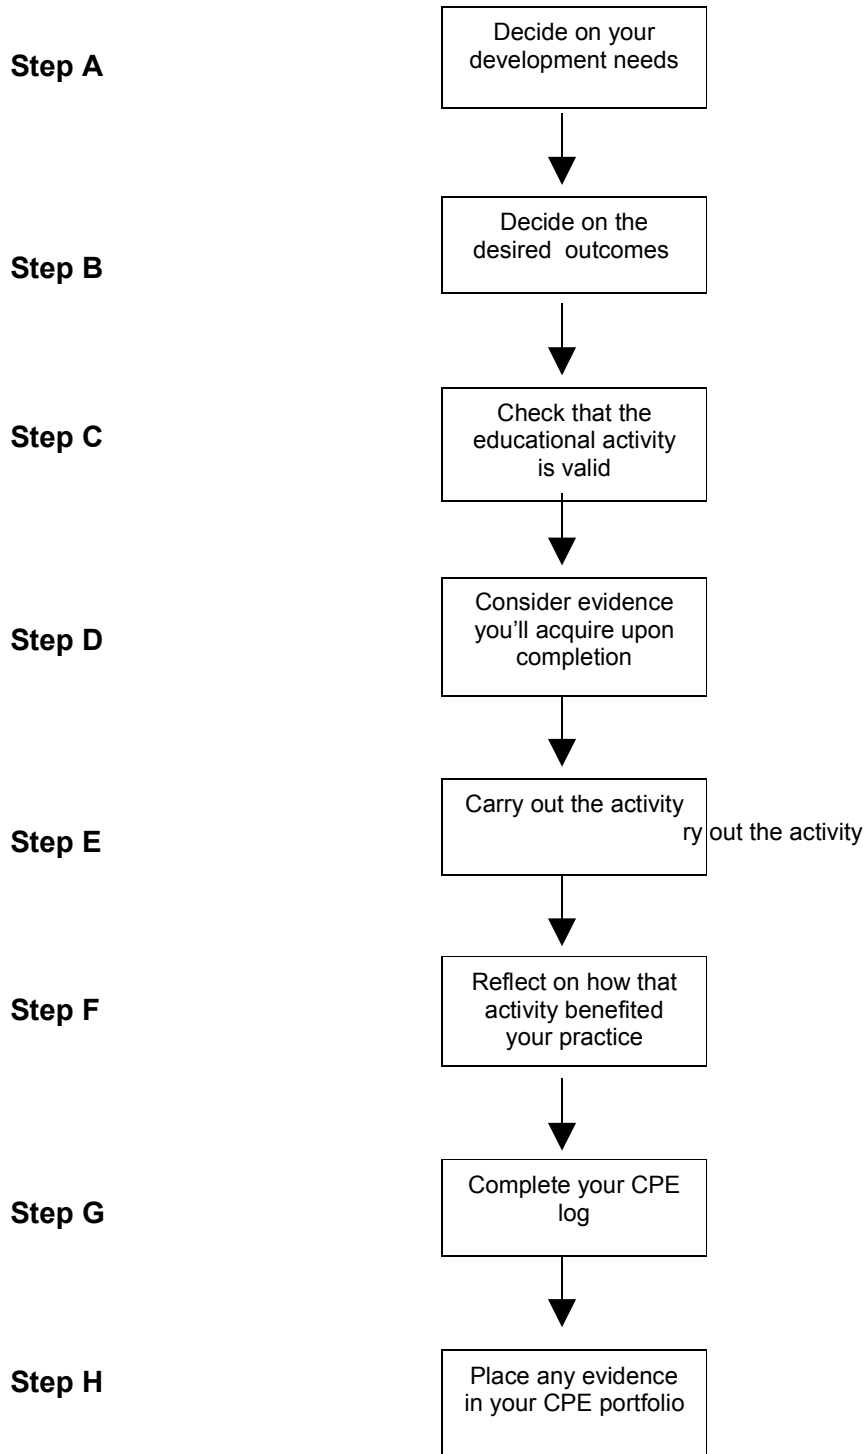 Decide on your
Step A
development needs
Decide on the
Step B
desired outcomes
Check that the
Step C
educational activity
is valid
Consider evidence
Step D
you'll acquire upon
completion
Carry out the activity
Step E
ry out the activity
Reflect on how that
Step F
activity benefited
your practice
Complete your CPE
Step G
log
Place any evidence
Step H
in your CPE portfolio